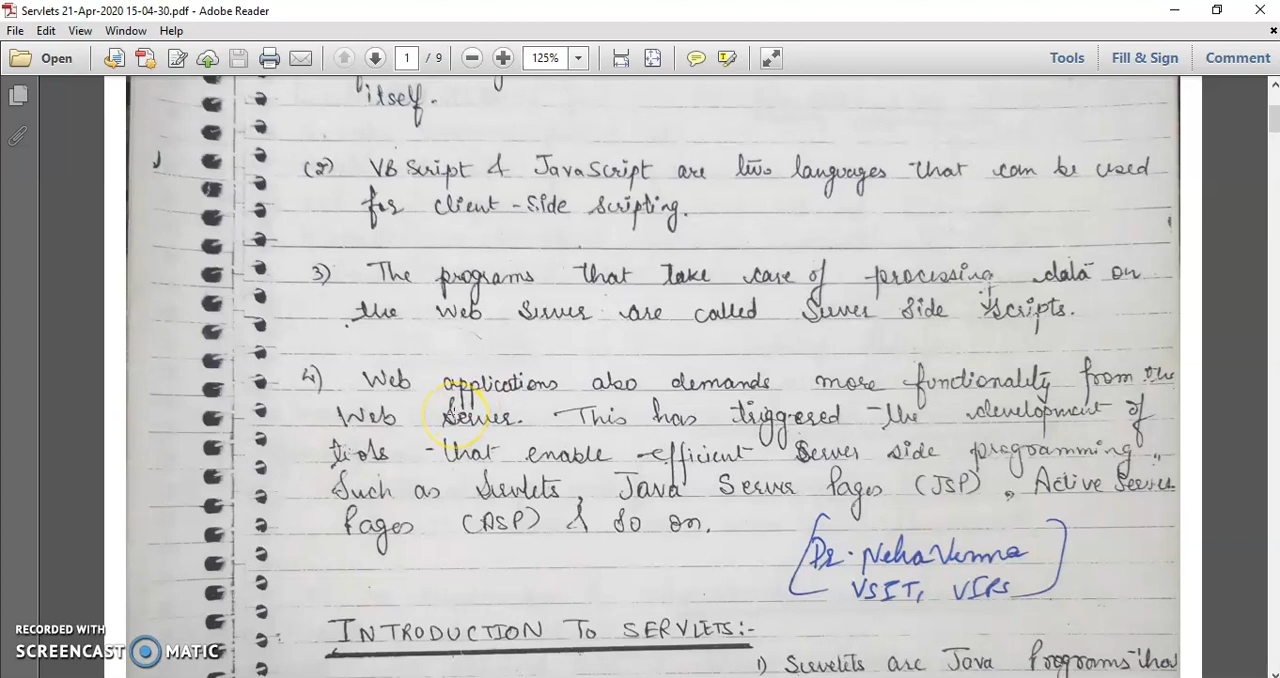 Servlets 21-Apr-2020 15-04-30.pdf - Adobe Reader
File Edit View Window Help
Open 1 / 9 125% Tools Fill & Sign Comment
itself.
(2) VB Script & JavaScript are two languages that can be used
for client-side scripting.
3) The programs that take care of processing data on
the Web Server are called Server Side Scripts.
4) Web applications also demands more functionality from the
Web Server. This has triggered the development of
tools that enable efficient Server side programming,
Such as Servlets, Java Server Pages (JSP), Active Server
Pages (ASP) & so on.
Dr. Neha Verma
VSIT, VIPS
INTRODUCTION TO SERVLETS:-
1) Servlets are Java Programs that
RECORDED WITH
SCREENCAST MATIC